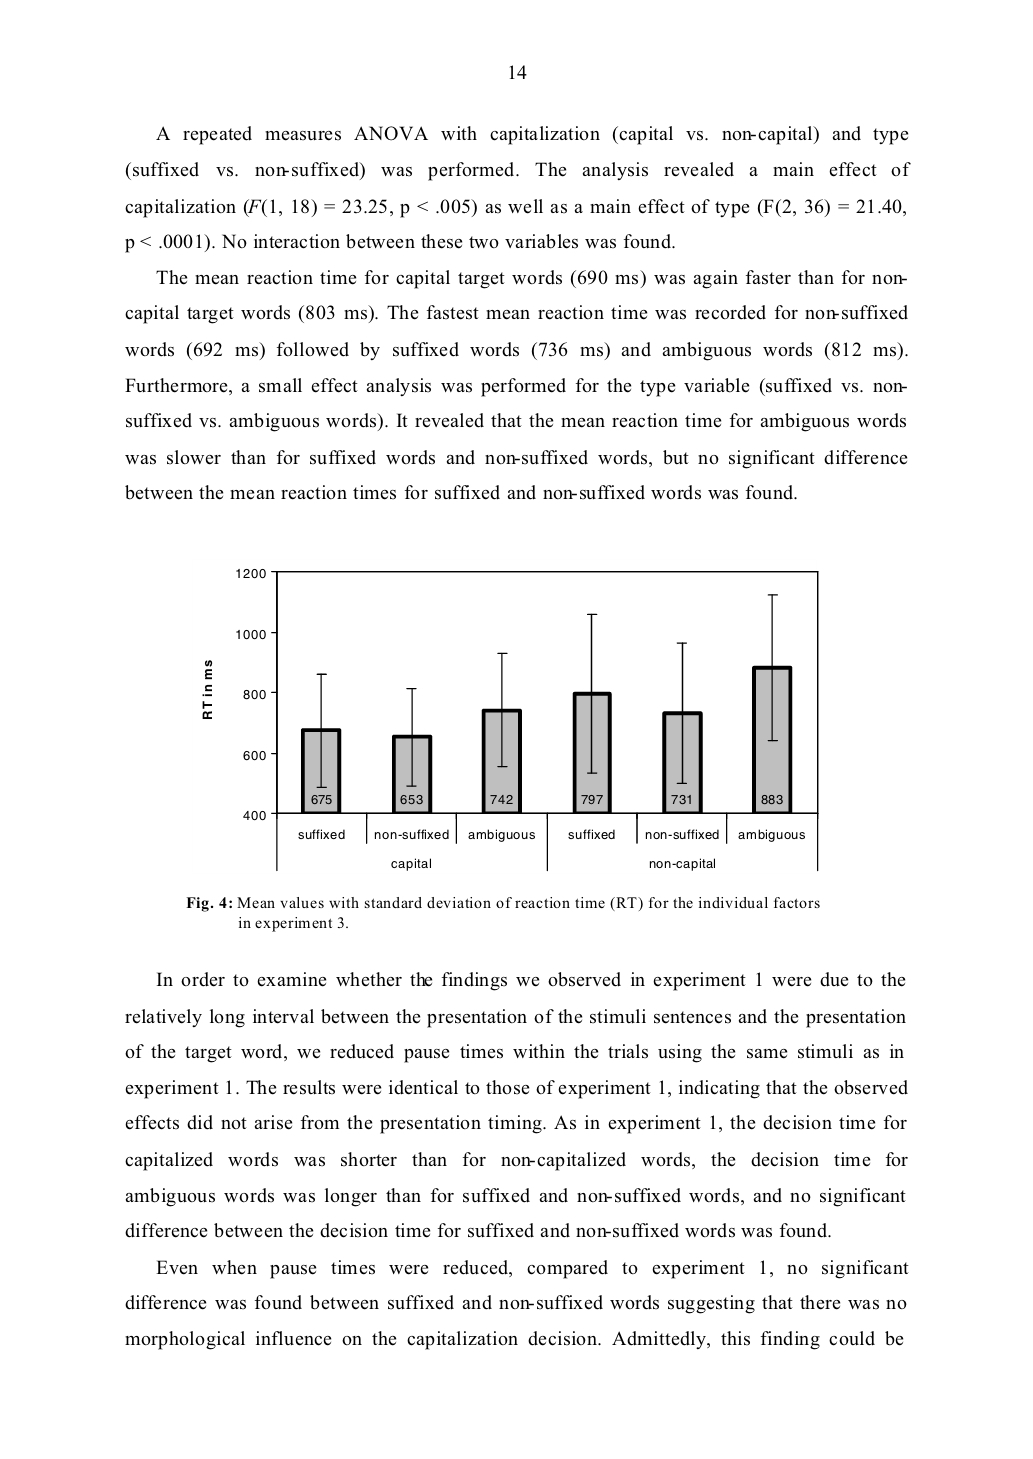 14
A repeated measures ANOVA with capitalization (capital vs. non-capital) and type
(suffixed vs. non-suffixed) was performed. The analysis revealed a main effect of
capitalization (F(1, 18) = 23.25, p < .005) as well as a main effect of type (F(2, 36) = 21.40,
p < .0001). No interaction between these two variables was found.
The mean reaction time for capital target words (690 ms) was again faster than for non-
capital target words (803 ms). The fastest mean reaction time was recorded for non-suffixed
words (692 ms) followed by suffixed words (736 ms) and ambiguous words (812 ms).
Furthermore, a small effect analysis was performed for the type variable (suffixed vs. non-
suffixed vs. ambiguous words). It revealed that the mean reaction time for ambiguous words
was slower than for suffixed words and non-suffixed words, but no significant difference
between the mean reaction times for suffixed and non-suffixed words was found.
1200
1000
800
600
400
RT in ms
675 653 742 797 731 883
suffixed non-suffixed ambiguous suffixed non-suffixed ambiguous
capital non-capital
Fig. 4: Mean values with standard deviation of reaction time (RT) for the individual factors
in experiment 3.
In order to examine whether the findings we observed in experiment 1 were due to the
relatively long interval between the presentation of the stimuli sentences and the presentation
of the target word, we reduced pause times within the trials using the same stimuli as in
experiment 1. The results were identical to those of experiment 1, indicating that the observed
effects did not arise from the presentation timing. As in experiment 1, the decision time for
capitalized words was shorter than for non-capitalized words, the decision time for
ambiguous words was longer than for suffixed and non-suffixed words, and no significant
difference between the decision time for suffixed and non-suffixed words was found.
Even when pause times were reduced, compared to experiment 1, no significant
difference was found between suffixed and non-suffixed words suggesting that there was no
morphological influence on the capitalization decision. Admittedly, this finding could be